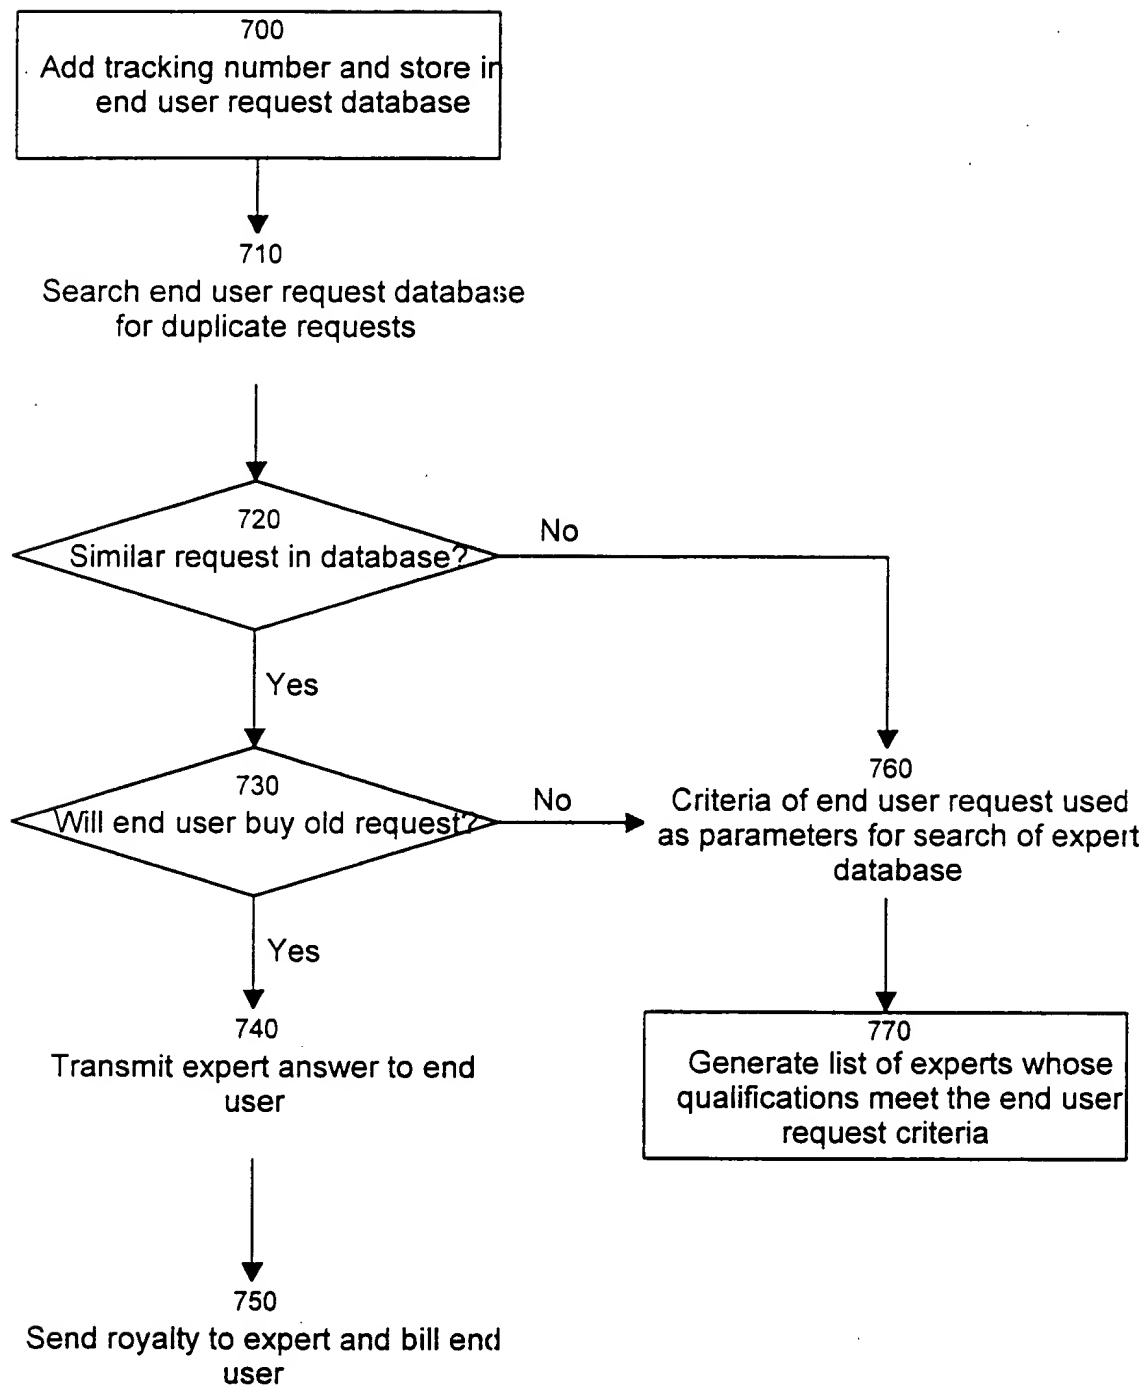 700
Add tracking number and store in
end user request database
710
Search end user request database
for duplicate requests
720
Similar request in database?
No
Yes
730
Will end user buy old request?
No
760
Criteria of end user request used
as parameters for search of expert
database
Yes
740
Transmit expert answer to end
user
770
Generate list of experts whose
qualifications meet the end user
request criteria
750
Send royalty to expert and bill end
user